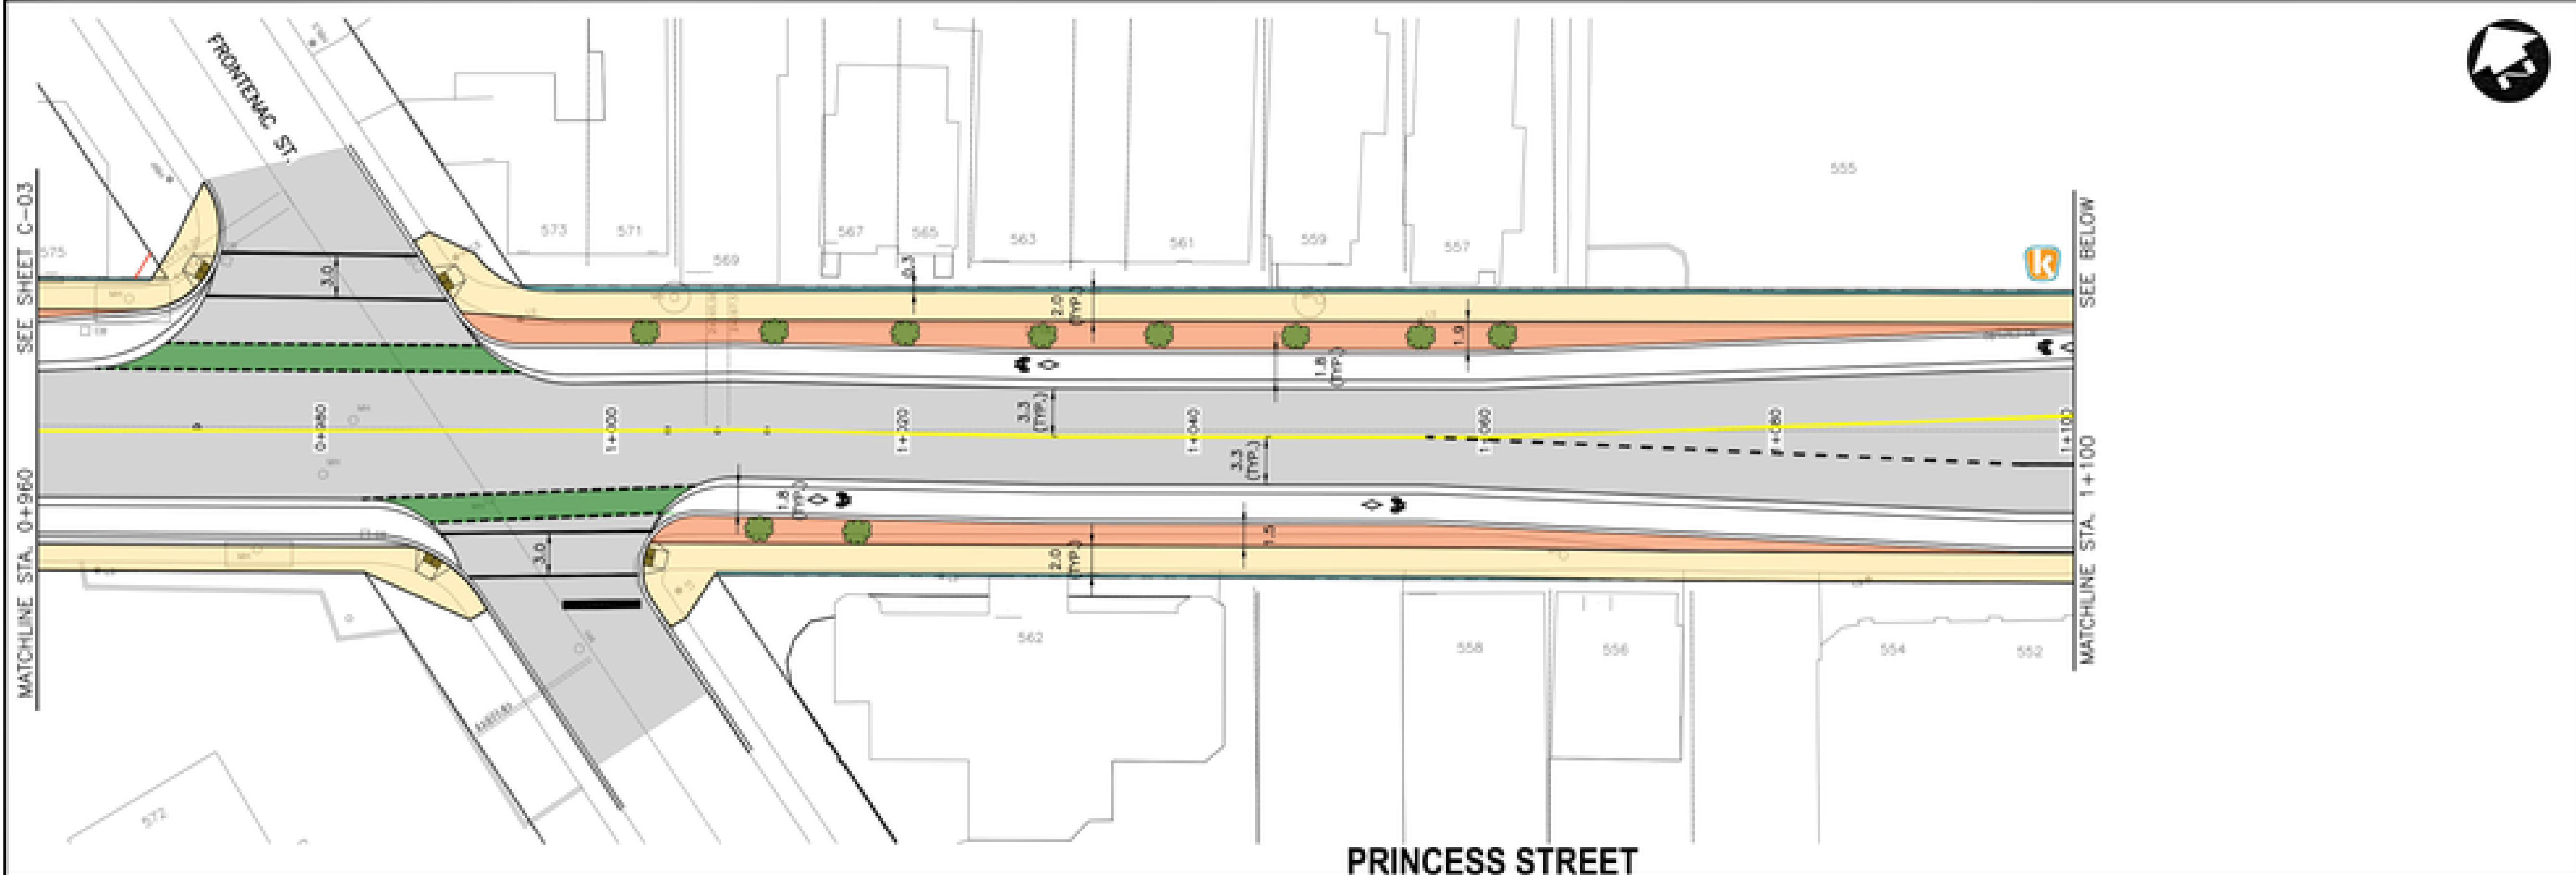 FRONTENAC ST.
SEE SHEET C-03
MATCHLINE STA. 0+960
575
573
571
569
567
565
563
561
559
557
555
3.0
0.3
2.0
(TYP.)
1.9
1.8
(TYP.)
3.3
(TYP.)
0+980
1+000
1+020
1+040
1+060
1+080
1+100
3.3
(TYP.)
1.8
(TYP.)
3.0
2.0
(TYP.)
1.5
562
558
556
554
552
572
SEE BELOW
MATCHLINE STA. 1+100
k
N
PRINCESS STREET